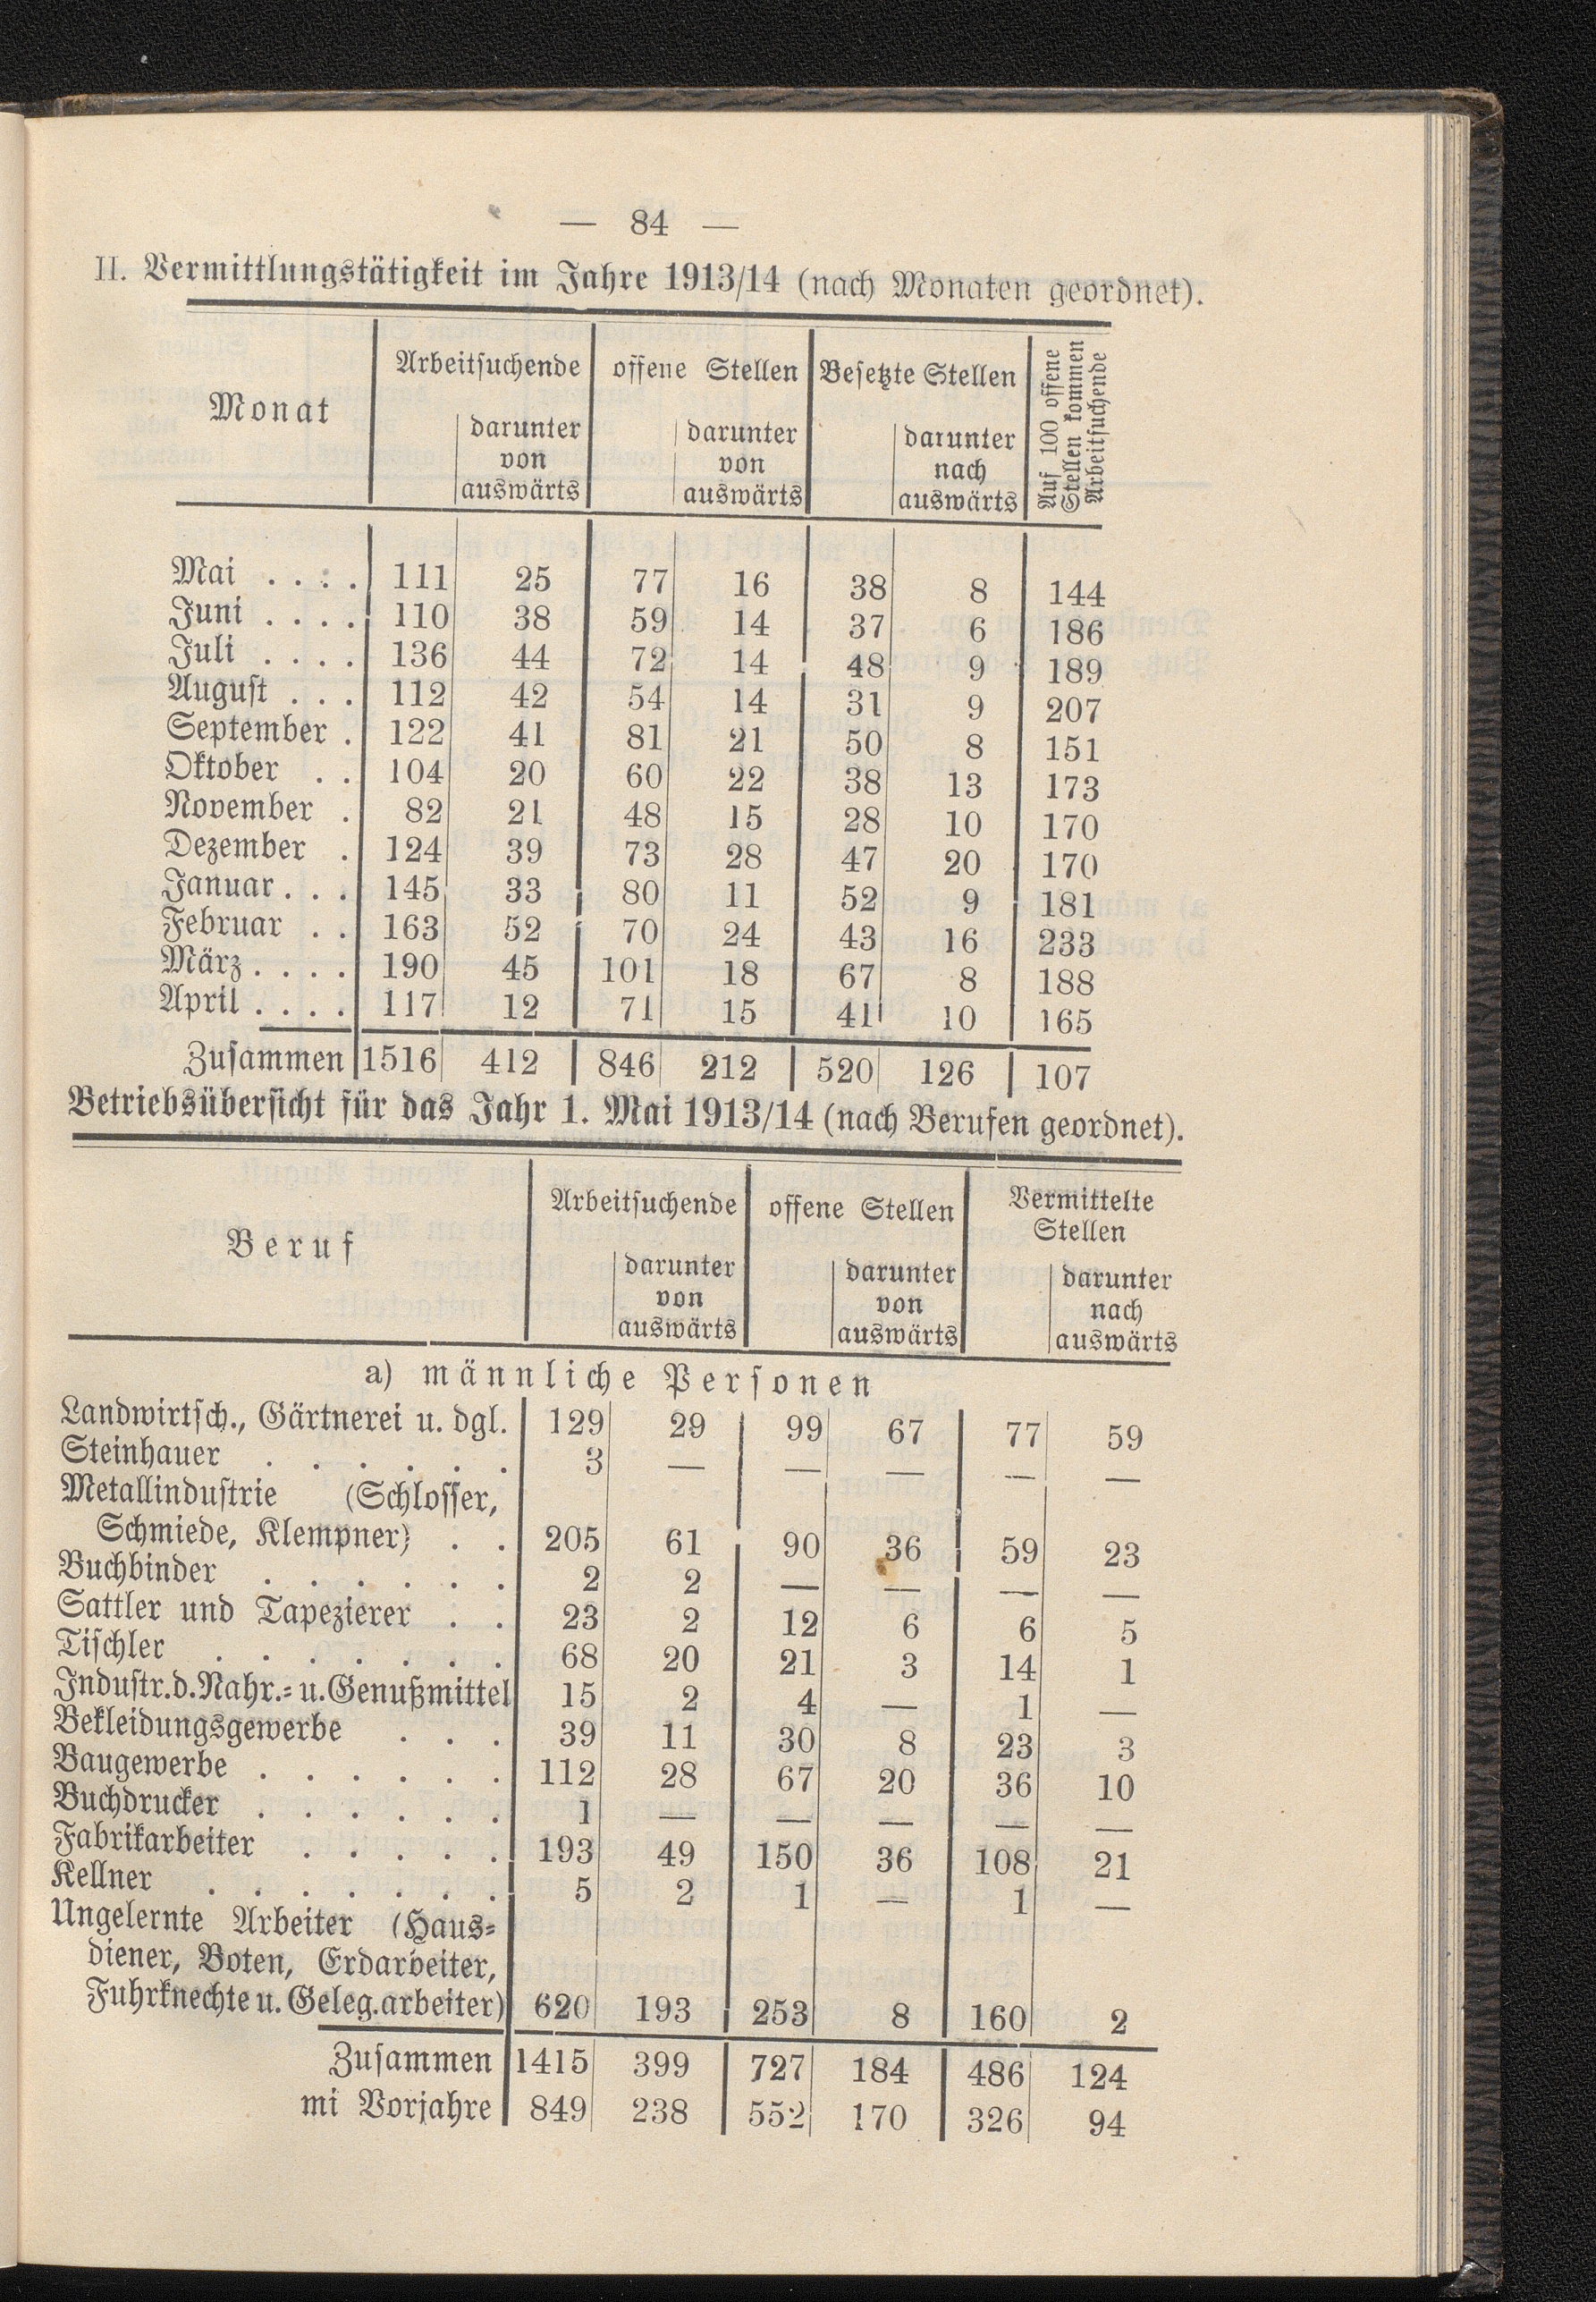 — 84 —
II. Vermittlungstätigkeit im Jahre 1913/14 (nach Monaten geordnet).
Monat Arbeitsuchende offene Stellen Besetzte Stellen Auf 100 offene Stellen kommen Arbeitsuchende
darunter von auswärts darunter von auswärts darunter nach auswärts
Mai . . . . 111 25 77 16 38 8 144
Juni . . . . 110 38 59 14 37 6 186
Juli . . . . 136 44 72 14 48 9 189
August . . . 112 42 54 14 31 9 207
September . 122 41 81 21 50 8 151
Oktober . . 104 20 60 22 38 13 173
November . 82 21 48 15 28 10 170
Dezember . 124 39 73 28 47 20 170
Januar . . . 145 33 80 11 52 9 181
Februar . . 163 52 70 24 43 16 233
März . . . . 190 45 101 18 67 8 188
April . . . . 117 12 71 15 41 10 165
Zusammen 1516 412 846 212 520 126 107
Betriebsübersicht für das Jahr 1. Mai 1913/14 (nach Berufen geordnet).
Beruf Arbeitsuchende offene Stellen Vermittelte Stellen
darunter von auswärts darunter von auswärts darunter nach auswärts
a) männliche Personen
Landwirtsch., Gärtnerei u. dgl. 129 29 99 67 77 59
Steinhauer . . . . . . 3 — — — — —
Metallindustrie (Schlosser,
Schmiede, Klempner) . . 205 61 90 36 59 23
Buchbinder . . . . . . 2 2 — — — —
Sattler und Tapezierer . . 23 2 12 6 6 5
Tischler . . . . . . . 68 20 21 3 14 1
Industr.d.Nahr.- u.Genußmittel 15 2 4 — 1 —
Bekleidungsgewerbe . . . 39 11 30 8 23 3
Baugewerbe . . . . . . 112 28 67 20 36 10
Buchdrucker . . . . . . 1 — — — — —
Fabrikarbeiter . . . . . 193 49 150 36 108 21
Kellner . . . . . . . 5 2 1 — 1 —
Ungelernte Arbeiter (Haus-
diener, Boten, Erdarbeiter,
Fuhrknechte u. Geleg.arbeiter) 620 193 253 8 160 2
Zusammen 1415 399 727 184 486 124
mi Vorjahre 849 238 552 170 326 94